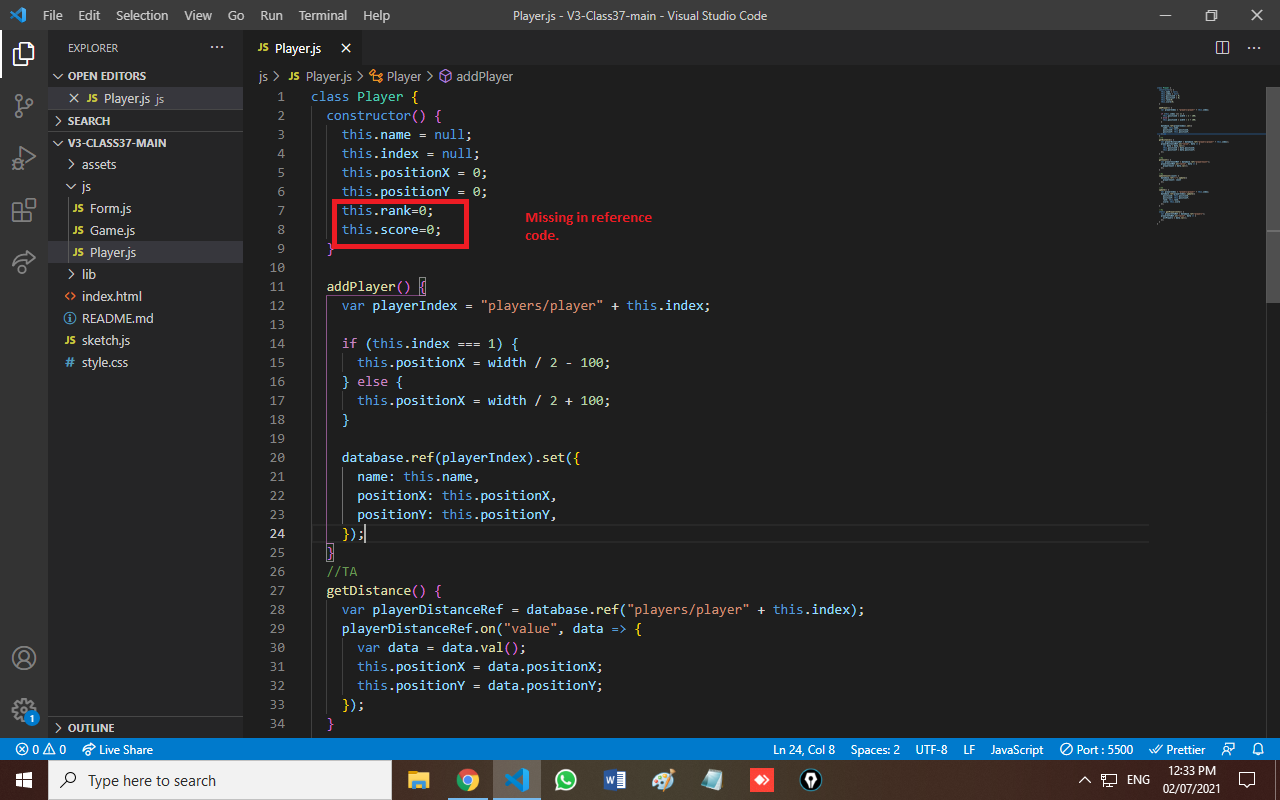 File Edit Selection View Go Run Terminal Help Player.js - V3-Class37-main - Visual Studio Code
EXPLORER ···
OPEN EDITORS
JS Player.js js
SEARCH
V3-CLASS37-MAIN
assets
js
JS Form.js
JS Game.js
JS Player.js
lib
<> index.html
README.md
JS sketch.js
# style.css
OUTLINE
JS Player.js
js > JS Player.js > Player > addPlayer
1 class Player {
2 constructor() {
3 this.name = null;
4 this.index = null;
5 this.positionX = 0;
6 this.positionY = 0;
7 this.rank=0;
8 this.score=0;
9 }
Missing in reference
code.
10
11 addPlayer() {
12 var playerIndex = "players/player" + this.index;
13
14 if (this.index === 1) {
15 this.positionX = width / 2 - 100;
16 } else {
17 this.positionX = width / 2 + 100;
18 }
19
20 database.ref(playerIndex).set({
21 name: this.name,
22 positionX: this.positionX,
23 positionY: this.positionY,
24 });
25 }
26 //TA
27 getDistance() {
28 var playerDistanceRef = database.ref("players/player" + this.index);
29 playerDistanceRef.on("value", data => {
30 var data = data.val();
31 this.positionX = data.positionX;
32 this.positionY = data.positionY;
33 });
34 }
1
0 0 Live Share Ln 24, Col 8 Spaces: 2 UTF-8 LF JavaScript Port : 5500 Prettier
Type here to search ENG 12:33 PM
02/07/2021